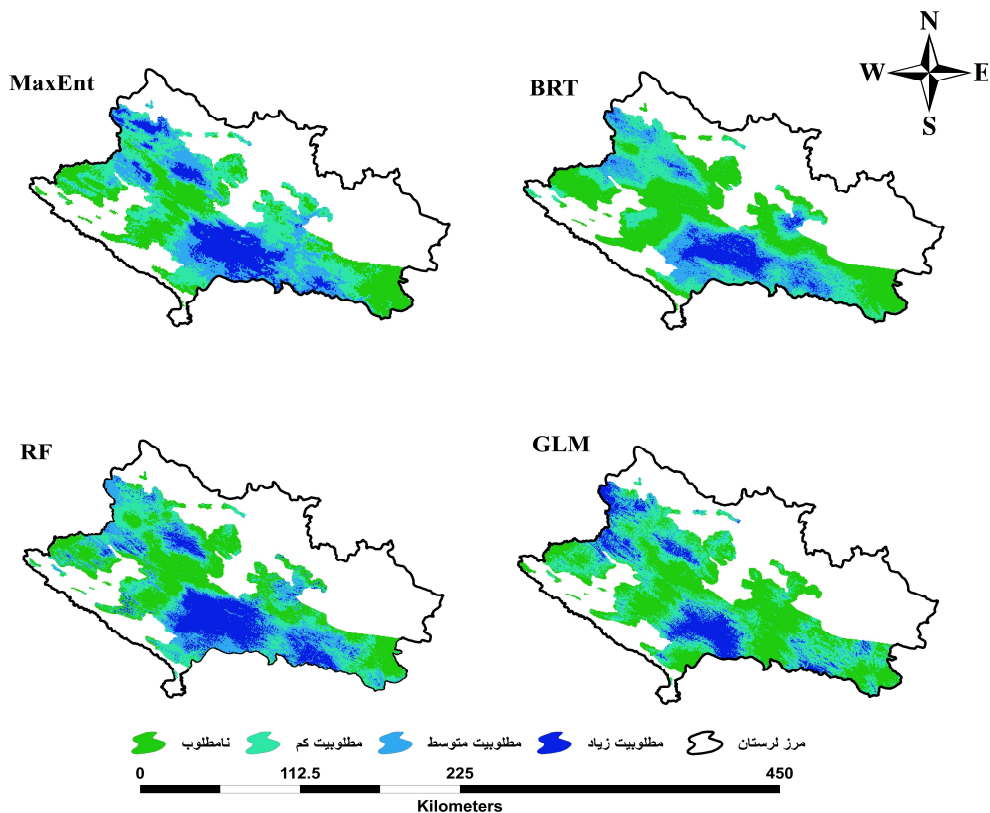 N
W E
S
MaxEnt
BRT
RF
GLM
نامطلوب
مطلوبیت کم
مطلوبیت متوسط
مطلوبیت زیاد
مرز لرستان
0 112.5 225 450
Kilometers